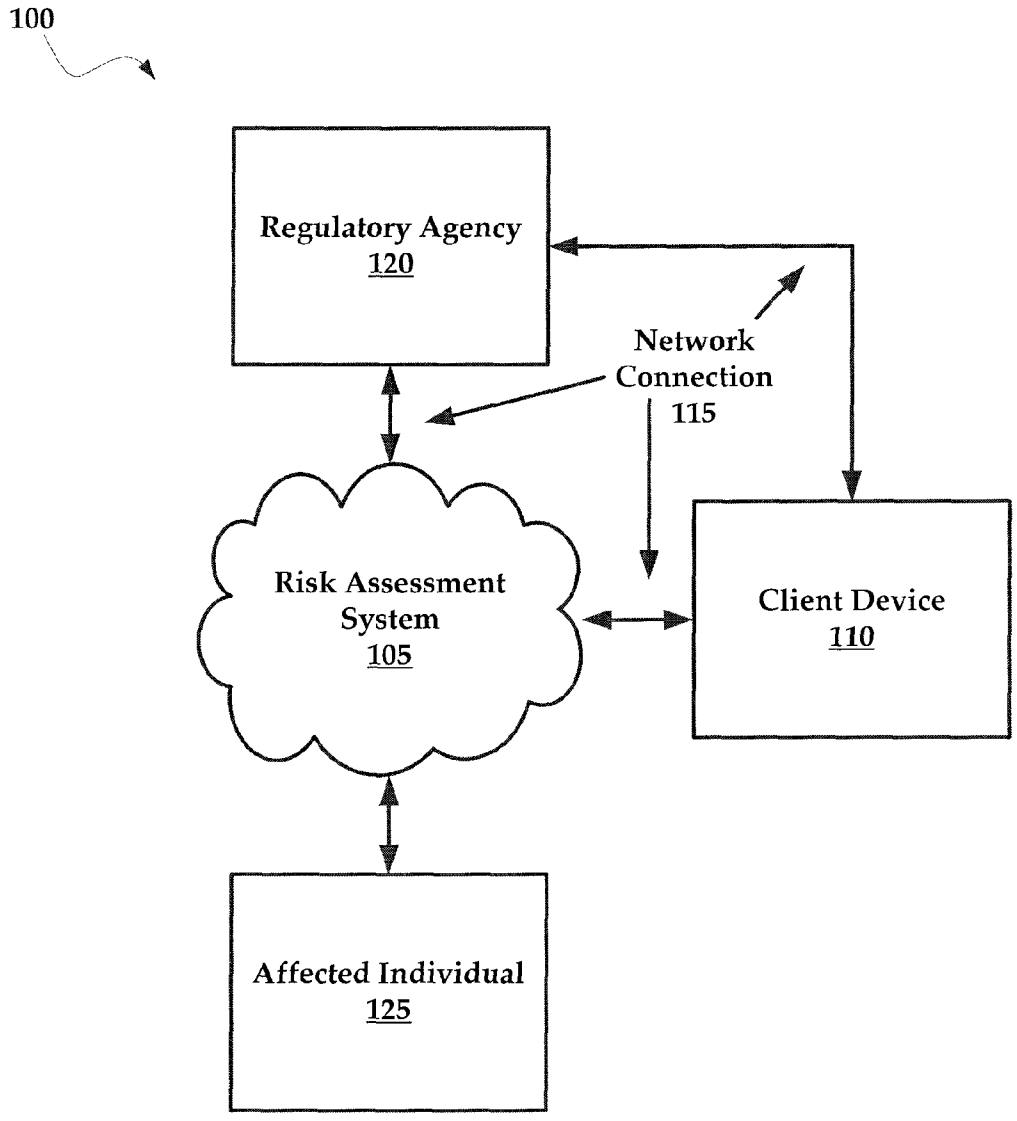 100
Regulatory Agency
120
Network
Connection
115
Risk Assessment
System
105
Client Device
110
Affected Individual
125